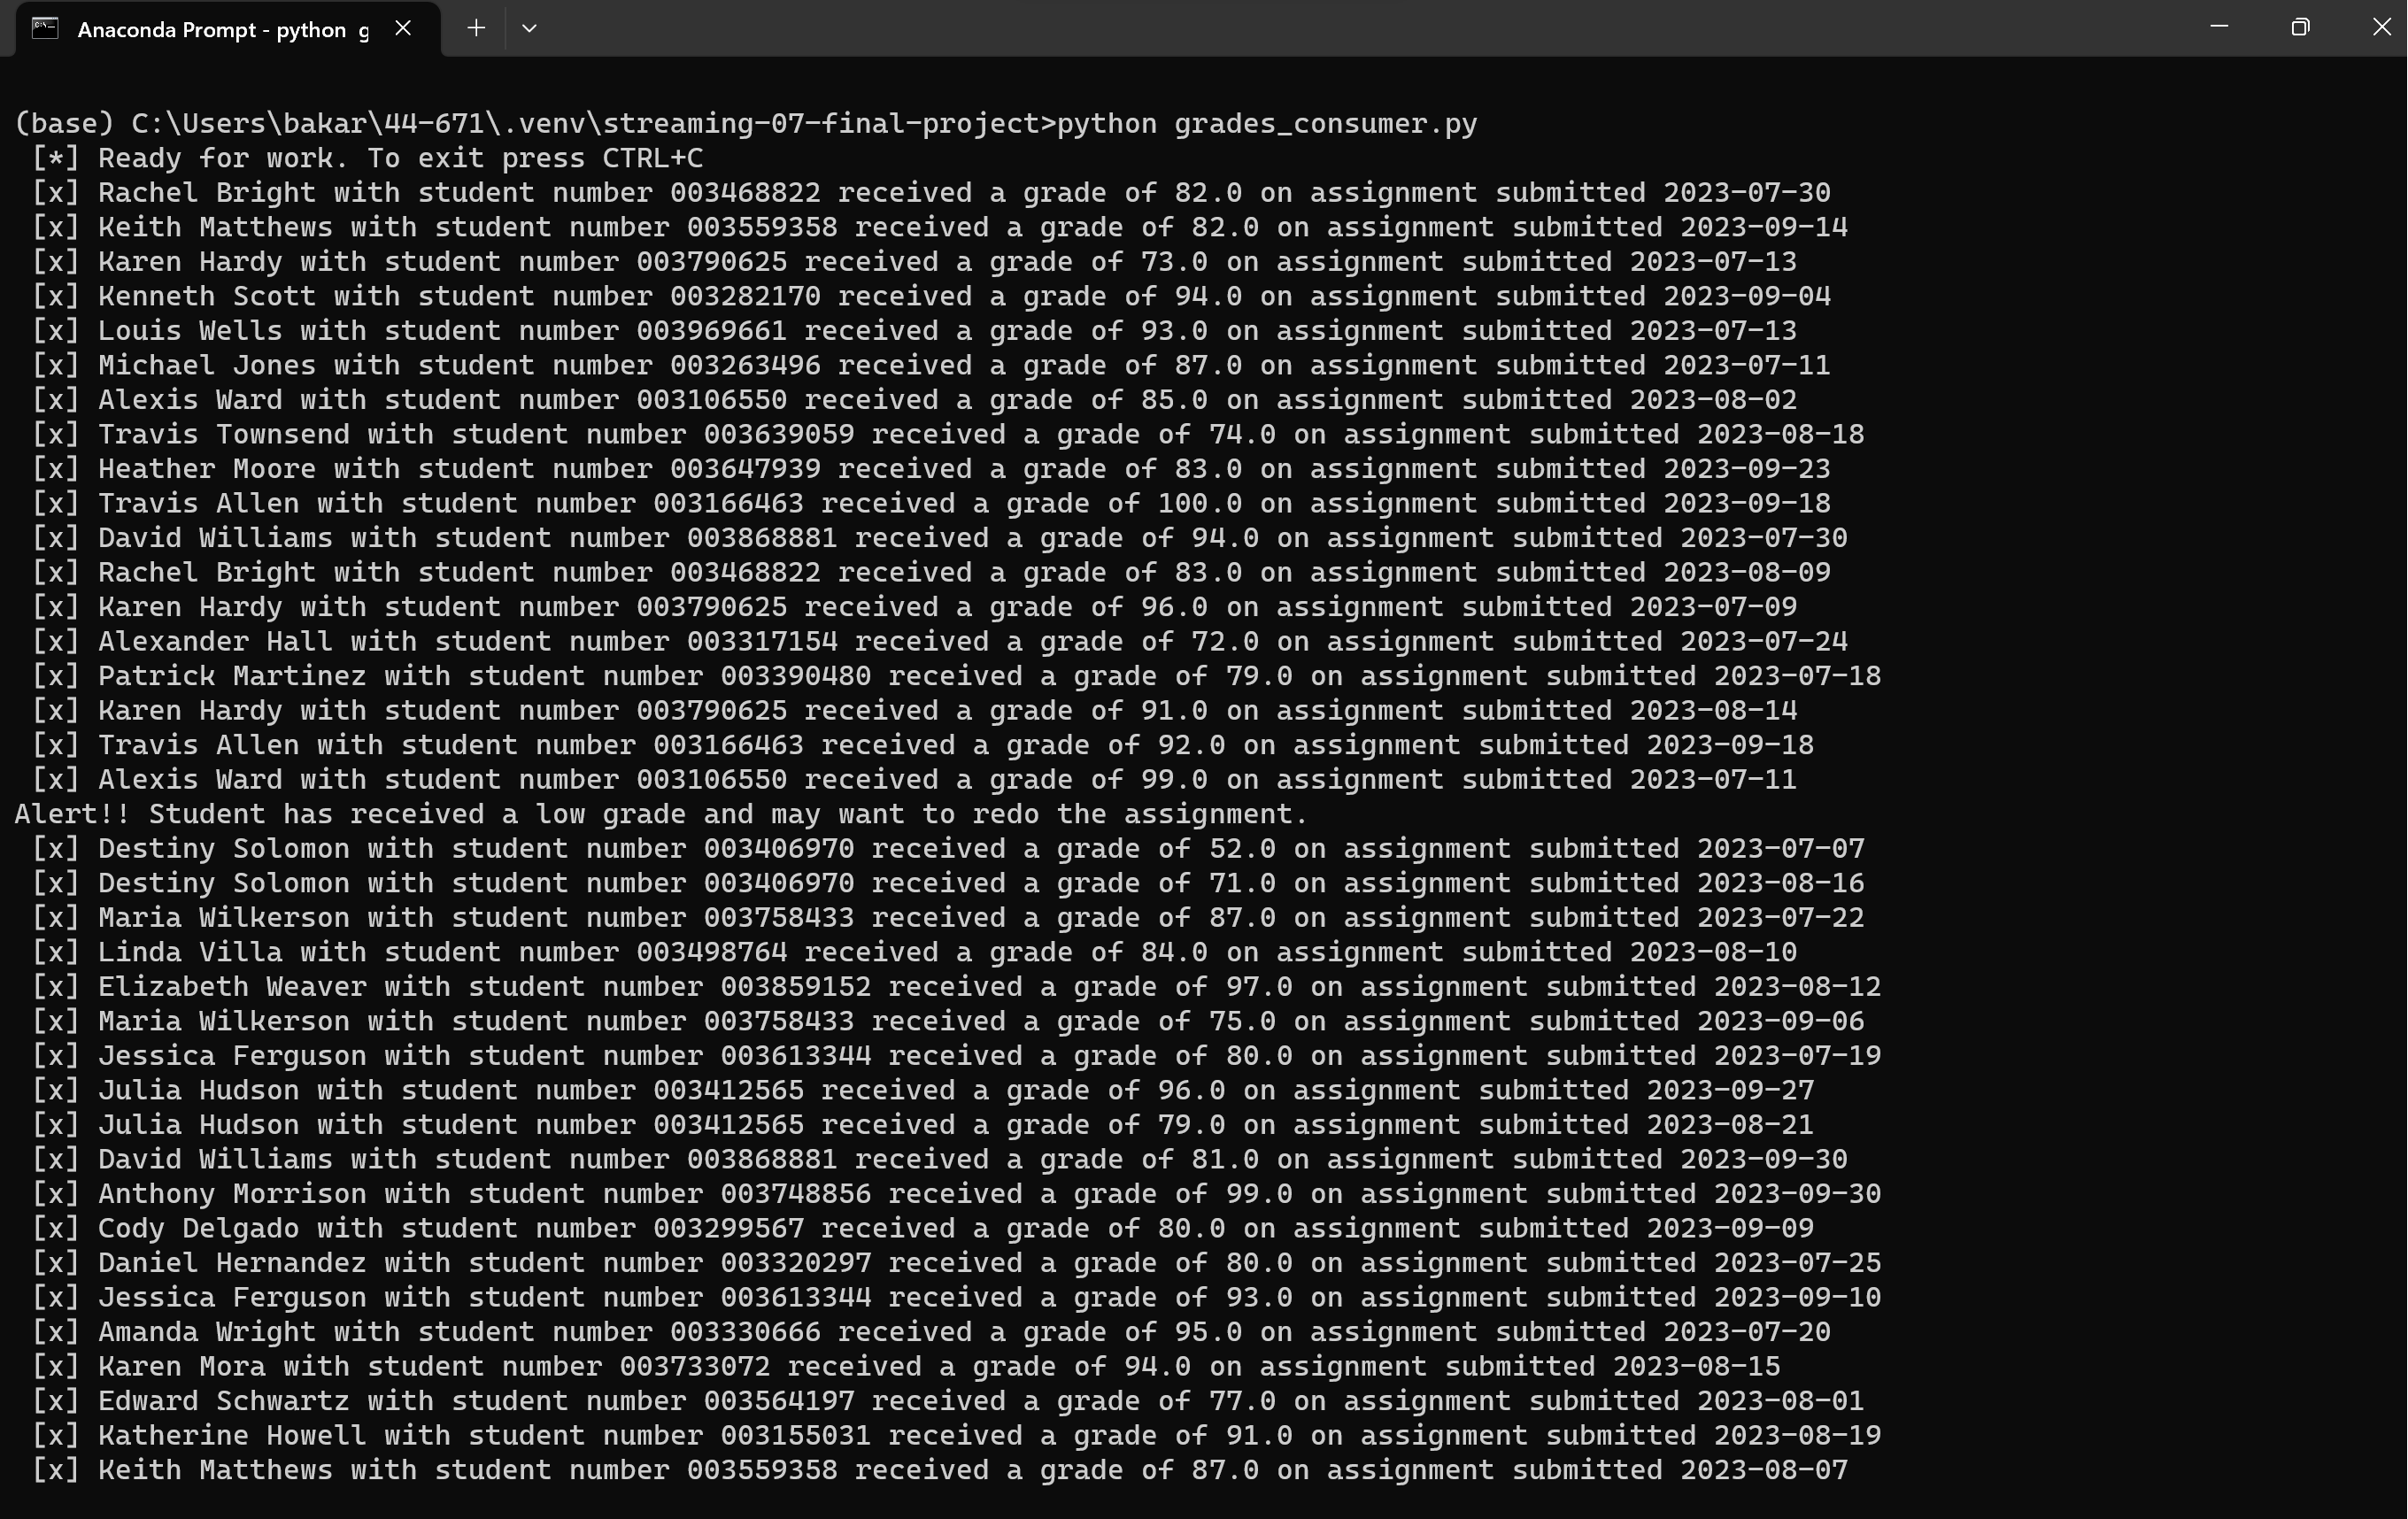 Anaconda Prompt - python g
(base) C:\Users\bakar\44-671\.venv\streaming-07-final-project>python grades_consumer.py
[*] Ready for work. To exit press CTRL+C
[x] Rachel Bright with student number 003468822 received a grade of 82.0 on assignment submitted 2023-07-30
[x] Keith Matthews with student number 003559358 received a grade of 82.0 on assignment submitted 2023-09-14
[x] Karen Hardy with student number 003790625 received a grade of 73.0 on assignment submitted 2023-07-13
[x] Kenneth Scott with student number 003282170 received a grade of 94.0 on assignment submitted 2023-09-04
[x] Louis Wells with student number 003969661 received a grade of 93.0 on assignment submitted 2023-07-13
[x] Michael Jones with student number 003263496 received a grade of 87.0 on assignment submitted 2023-07-11
[x] Alexis Ward with student number 003106550 received a grade of 85.0 on assignment submitted 2023-08-02
[x] Travis Townsend with student number 003639059 received a grade of 74.0 on assignment submitted 2023-08-18
[x] Heather Moore with student number 003647939 received a grade of 83.0 on assignment submitted 2023-09-23
[x] Travis Allen with student number 003166463 received a grade of 100.0 on assignment submitted 2023-09-18
[x] David Williams with student number 003868881 received a grade of 94.0 on assignment submitted 2023-07-30
[x] Rachel Bright with student number 003468822 received a grade of 83.0 on assignment submitted 2023-08-09
[x] Karen Hardy with student number 003790625 received a grade of 96.0 on assignment submitted 2023-07-09
[x] Alexander Hall with student number 003317154 received a grade of 72.0 on assignment submitted 2023-07-24
[x] Patrick Martinez with student number 003390480 received a grade of 79.0 on assignment submitted 2023-07-18
[x] Karen Hardy with student number 003790625 received a grade of 91.0 on assignment submitted 2023-08-14
[x] Travis Allen with student number 003166463 received a grade of 92.0 on assignment submitted 2023-09-18
[x] Alexis Ward with student number 003106550 received a grade of 99.0 on assignment submitted 2023-07-11
Alert!! Student has received a low grade and may want to redo the assignment.
[x] Destiny Solomon with student number 003406970 received a grade of 52.0 on assignment submitted 2023-07-07
[x] Destiny Solomon with student number 003406970 received a grade of 71.0 on assignment submitted 2023-08-16
[x] Maria Wilkerson with student number 003758433 received a grade of 87.0 on assignment submitted 2023-07-22
[x] Linda Villa with student number 003498764 received a grade of 84.0 on assignment submitted 2023-08-10
[x] Elizabeth Weaver with student number 003859152 received a grade of 97.0 on assignment submitted 2023-08-12
[x] Maria Wilkerson with student number 003758433 received a grade of 75.0 on assignment submitted 2023-09-06
[x] Jessica Ferguson with student number 003613344 received a grade of 80.0 on assignment submitted 2023-07-19
[x] Julia Hudson with student number 003412565 received a grade of 96.0 on assignment submitted 2023-09-27
[x] Julia Hudson with student number 003412565 received a grade of 79.0 on assignment submitted 2023-08-21
[x] David Williams with student number 003868881 received a grade of 81.0 on assignment submitted 2023-09-30
[x] Anthony Morrison with student number 003748856 received a grade of 99.0 on assignment submitted 2023-09-30
[x] Cody Delgado with student number 003299567 received a grade of 80.0 on assignment submitted 2023-09-09
[x] Daniel Hernandez with student number 003320297 received a grade of 80.0 on assignment submitted 2023-07-25
[x] Jessica Ferguson with student number 003613344 received a grade of 93.0 on assignment submitted 2023-09-10
[x] Amanda Wright with student number 003330666 received a grade of 95.0 on assignment submitted 2023-07-20
[x] Karen Mora with student number 003733072 received a grade of 94.0 on assignment submitted 2023-08-15
[x] Edward Schwartz with student number 003564197 received a grade of 77.0 on assignment submitted 2023-08-01
[x] Katherine Howell with student number 003155031 received a grade of 91.0 on assignment submitted 2023-08-19
[x] Keith Matthews with student number 003559358 received a grade of 87.0 on assignment submitted 2023-08-07